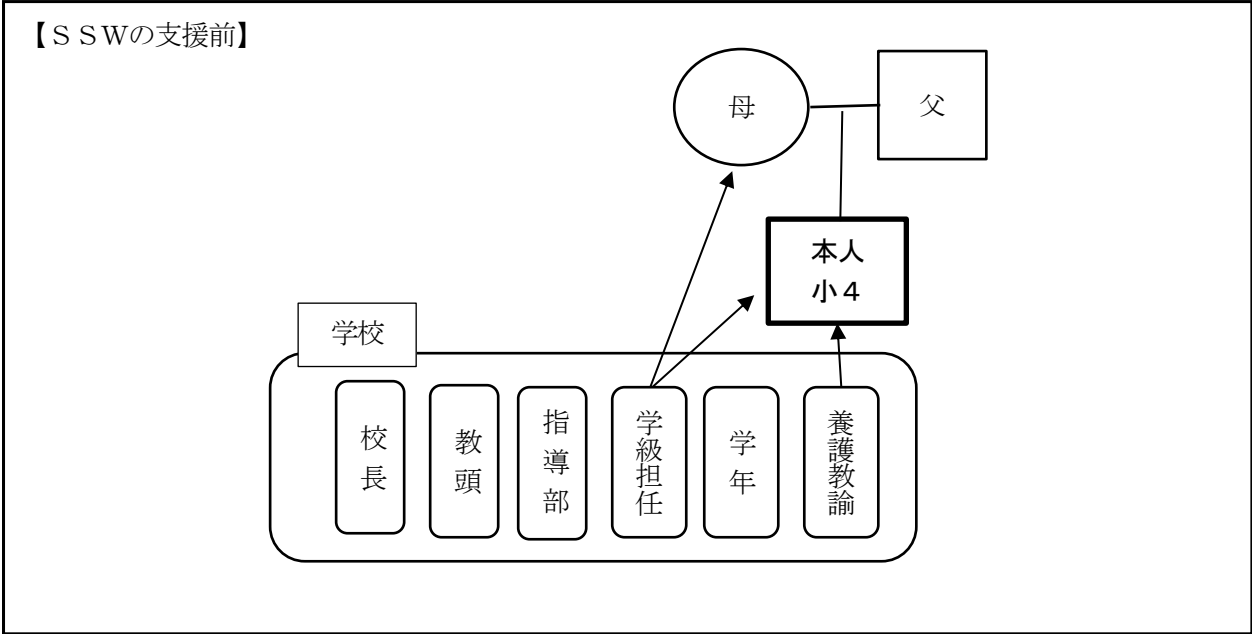 【ＳＳＷの支援前】
母
父
本人
小４
学校
校長
教頭
指導部
学級担任
学年
養護教諭